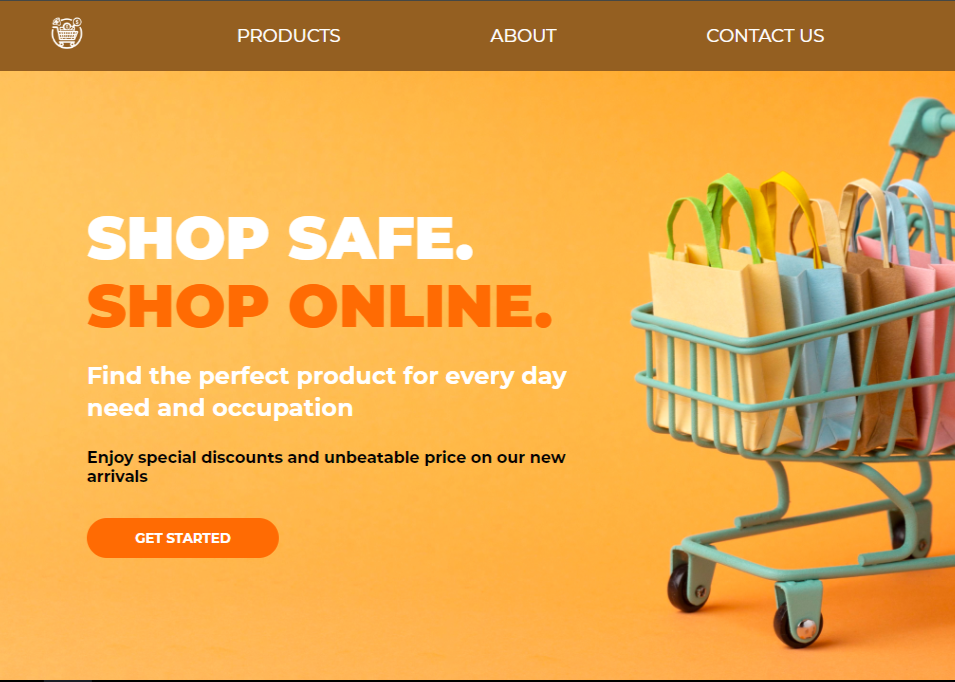 PRODUCTS ABOUT CONTACT US
SHOP SAFE.
SHOP ONLINE.
Find the perfect product for every day
need and occupation
Enjoy special discounts and unbeatable price on our new
arrivals
GET STARTED